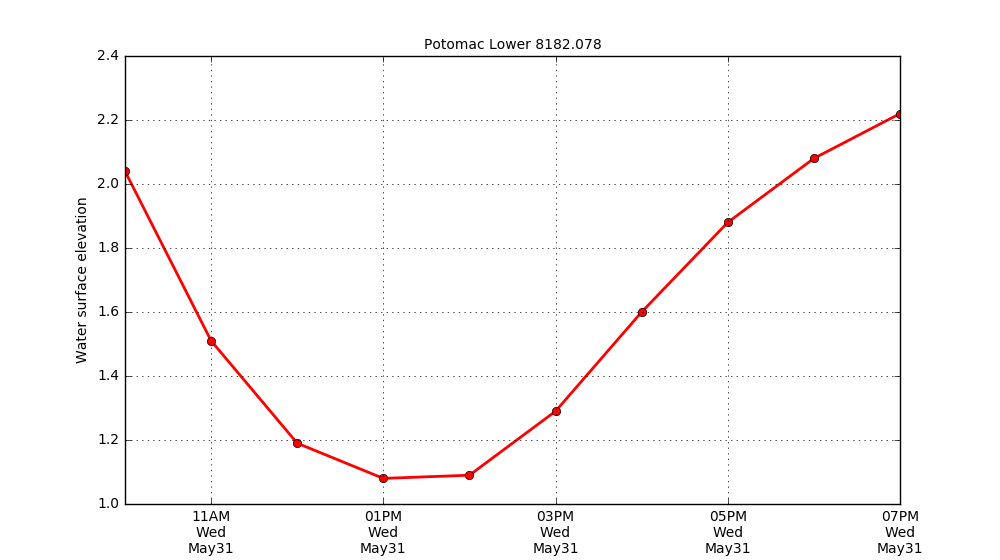 Potomac Lower 8182.078
Water surface elevation
2.4
2.2
2.0
1.8
1.6
1.4
1.2
1.0
11AM
Wed
May31
01PM
Wed
May31
03PM
Wed
May31
05PM
Wed
May31
07PM
Wed
May31